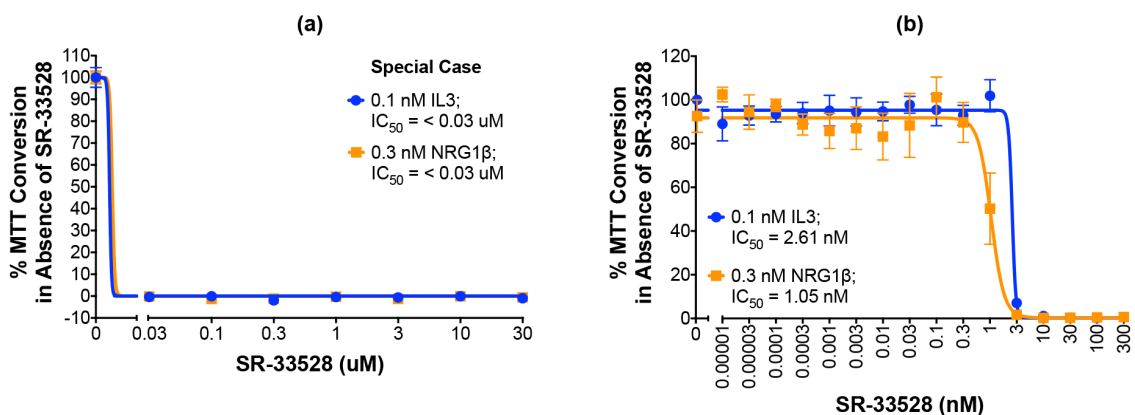 (a)
% MTT Conversion
in Absence of SR-33528
110
100
90
80
70
60
50
40
30
20
10
0
-10
Special Case
0.1 nM IL3;
IC50 = < 0.03 uM
0.3 nM NRG1β;
IC50 = < 0.03 uM
0 0.03 0.1 0.3 1 3 10 30
SR-33528 (uM)
(b)
% MTT Conversion
in Absence of SR-33528
120
100
80
60
40
20
0
0.1 nM IL3;
IC50 = 2.61 nM
0.3 nM NRG1β;
IC50 = 1.05 nM
0 0.00001 0.00003 0.0001 0.0003 0.001 0.003 0.01 0.03 0.1 0.3 1 3 10 30 100 300
SR-33528 (nM)